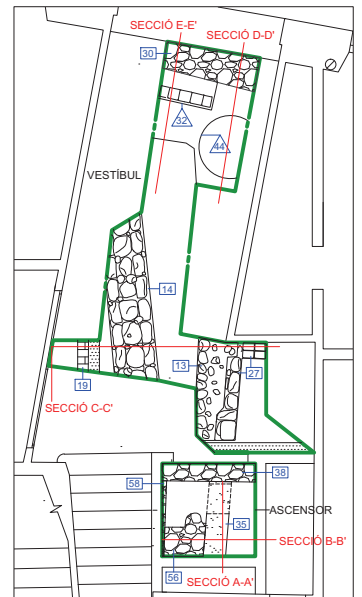 SECCIÓ E-E'
SECCIÓ D-D'
30
32
44
VESTÍBUL
14
13
27
19
SECCIÓ C-C'
38
58
ASCENSOR
35
SECCIÓ B-B'
56
SECCIÓ A-A'